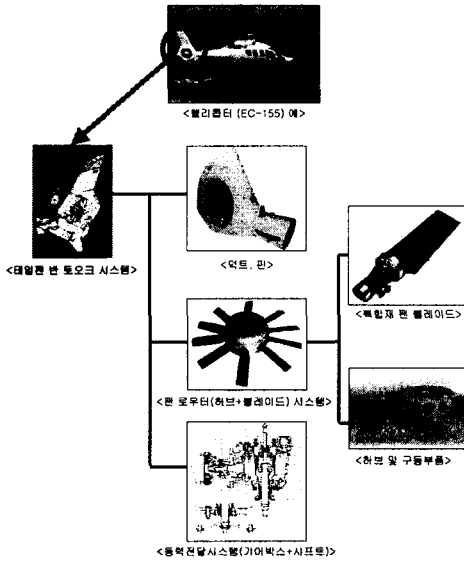 <헬리콥터 (EC-155) 예>
<테일팬 반 토오크 시스템>
<덕트, 핀>
<복합재 팬 블레이드>
<팬 로우터(허브+블레이드) 시스템>
<허브 및 구동부품>
<동력전달시스템(기어박스+샤프트)>